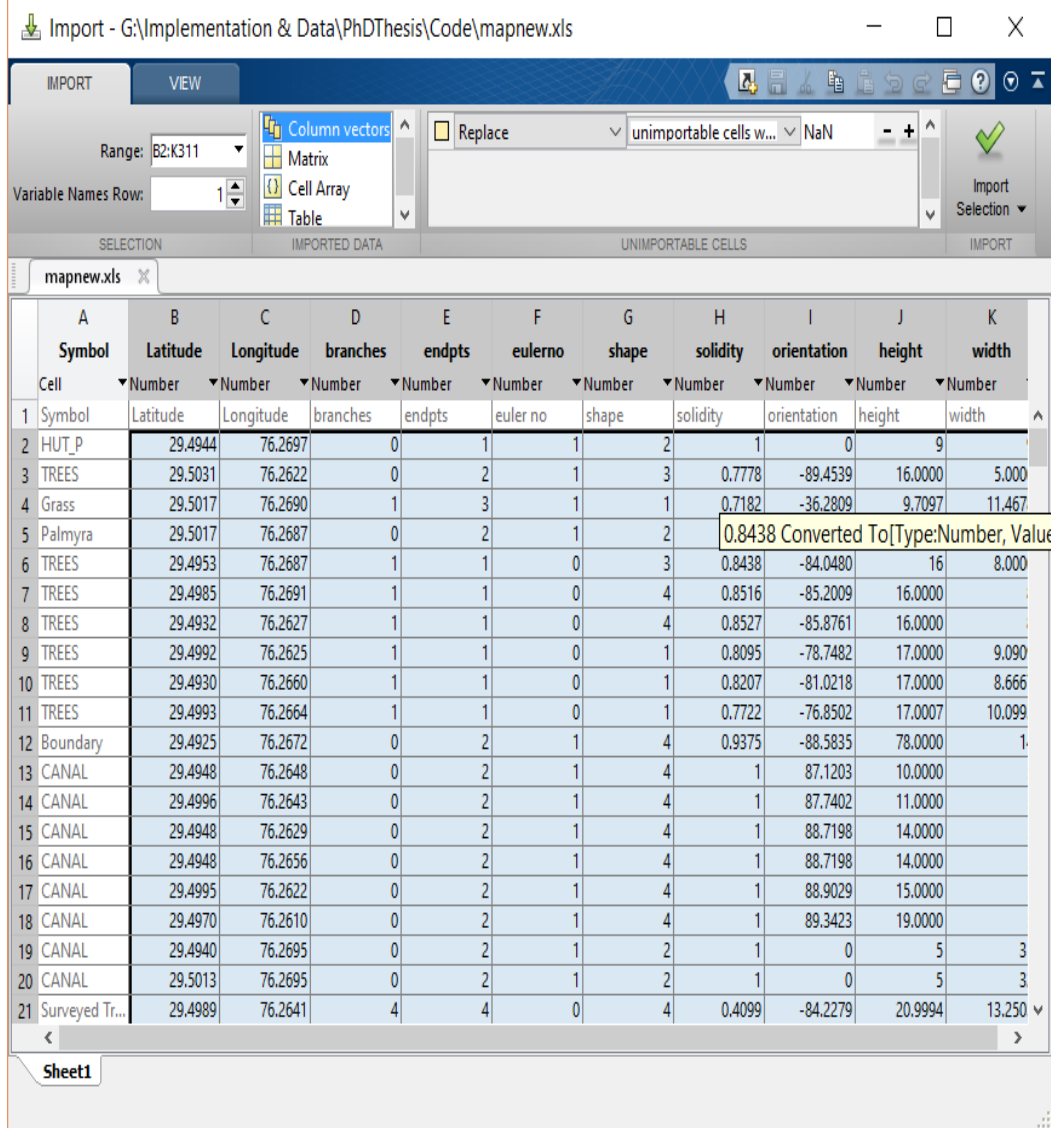 Import - G:\Implementation & Data\PhDThesis\Code\mapnew.xls
IMPORT VIEW
Range: B2:K311
Variable Names Row: 1
Column vectors
Matrix
Cell Array
Table
Replace unimportable cells w... NaN - +
Import
Selection
SELECTION IMPORTED DATA UNIMPORTABLE CELLS IMPORT
mapnew.xls
A B C D E F G H I J K
Symbol Latitude Longitude branches endpts eulerno shape solidity orientation height width
Cell Number Number Number Number Number Number Number Number Number Number
1 Symbol Latitude Longitude branches endpts euler no shape solidity orientation height width
2 HUT_P 29.4944 76.2697 0 1 1 2 1 0 9
3 TREES 29.5031 76.2622 0 2 1 3 0.7778 -89.4539 16.0000 5.000
4 Grass 29.5017 76.2690 1 3 1 1 0.7182 -36.2809 9.7097 11.467
5 Palmyra 29.5017 76.2687 0 2 1 2 0.8438 Converted To[Type:Number, Value
6 TREES 29.4953 76.2687 1 1 0 3 0.8438 -84.0480 16 8.000
7 TREES 29.4985 76.2691 1 1 0 4 0.8516 -85.2009 16.0000
8 TREES 29.4932 76.2627 1 1 0 4 0.8527 -85.8761 16.0000
9 TREES 29.4992 76.2625 1 1 0 1 0.8095 -78.7482 17.0000 9.090
10 TREES 29.4930 76.2660 1 1 0 1 0.8207 -81.0218 17.0000 8.666
11 TREES 29.4993 76.2664 1 1 0 1 0.7722 -76.8502 17.0007 10.099
12 Boundary 29.4925 76.2672 0 2 1 4 0.9375 -88.5835 78.0000 1
13 CANAL 29.4948 76.2648 0 2 1 4 1 87.1203 10.0000
14 CANAL 29.4996 76.2643 0 2 1 4 1 87.7402 11.0000
15 CANAL 29.4948 76.2629 0 2 1 4 1 88.7198 14.0000
16 CANAL 29.4948 76.2656 0 2 1 4 1 88.7198 14.0000
17 CANAL 29.4995 76.2622 0 2 1 4 1 88.9029 15.0000
18 CANAL 29.4970 76.2610 0 2 1 4 1 89.3423 19.0000
19 CANAL 29.4940 76.2695 0 2 1 2 1 0 5 3
20 CANAL 29.5013 76.2695 0 2 1 2 1 0 5 3
21 Surveyed Tr... 29.4989 76.2641 4 4 0 4 0.4099 -84.2279 20.9994 13.250
Sheet1